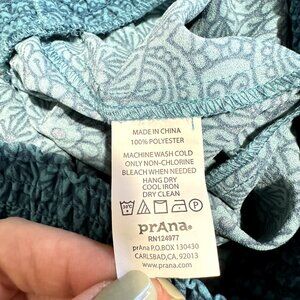 MADE IN CHINA
100% POLYESTER
MACHINE WASH COLD
ONLY NON-CHLORINE
BLEACH WHEN NEEDED
HANG DRY
COOL IRON
DRY CLEAN
prAna.
RN124977
prAna P.O.BOX 130430
CARLSBAD, CA 92013
www.prana.com